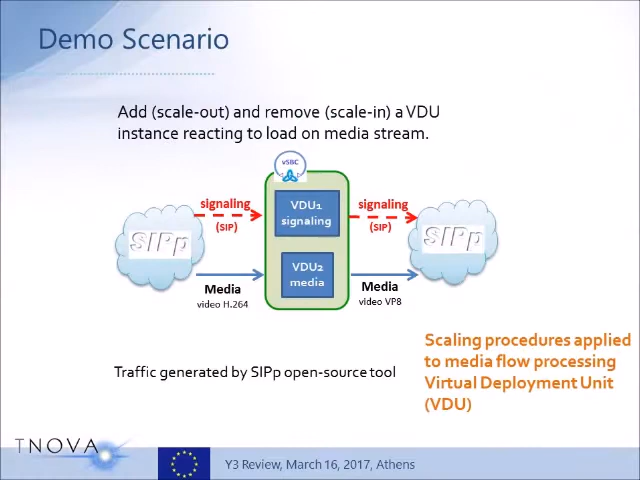 Demo Scenario
Add (scale-out) and remove (scale-in) a VDU
instance reacting to load on media stream.
vSBC
signaling
(SIP)
VDU1
signaling
signaling
(SIP)
SIPp
SIPp
VDU2
media
Media
video H.264
Media
video VP8
Scaling procedures applied
to media flow processing
Virtual Deployment Unit
(VDU)
Traffic generated by SIPp open-source tool
TNOVA
Y3 Review, March 16, 2017, Athens